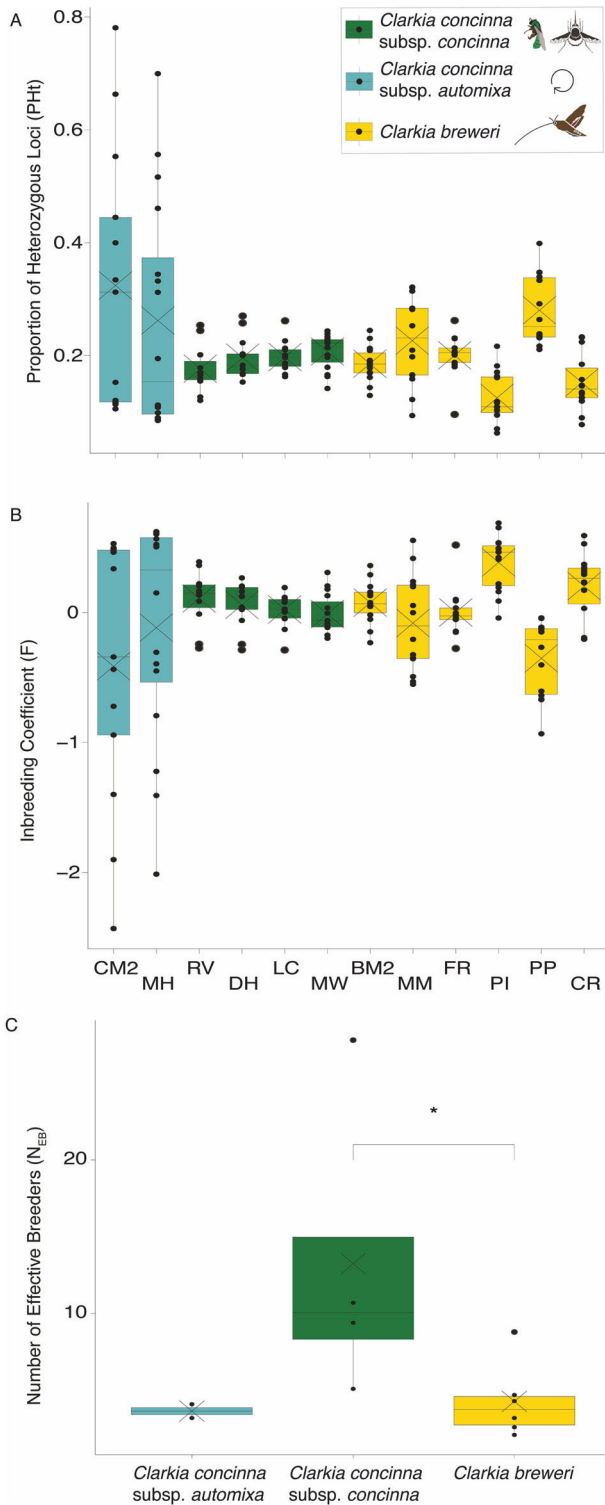 A
0.8
0.6
0.4
0.2
Proportion of Heterozygous Loci (PHt)
Clarkia concinna
subsp. concinna
Clarkia concinna
subsp. automixa
Clarkia breweri
B
0
−1
−2
Inbreeding Coefficient (F)
CM2 MH RV DH LC MW BM2 MM FR PI PP CR
C
*
20
10
Number of Effective Breeders (NEB)
Clarkia concinna
subsp. automixa
Clarkia concinna
subsp. concinna
Clarkia breweri